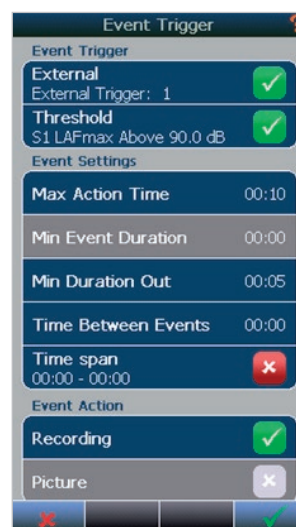 Event Trigger ?
Event Trigger
External
External Trigger: 1
Threshold
S1 LAFmax Above 90.0 dB
Event Settings
Max Action Time 00:10
Min Event Duration 00:00
Min Duration Out 00:05
Time Between Events 00:00
Time span
00:00 - 00:00
Event Action
Recording
Picture